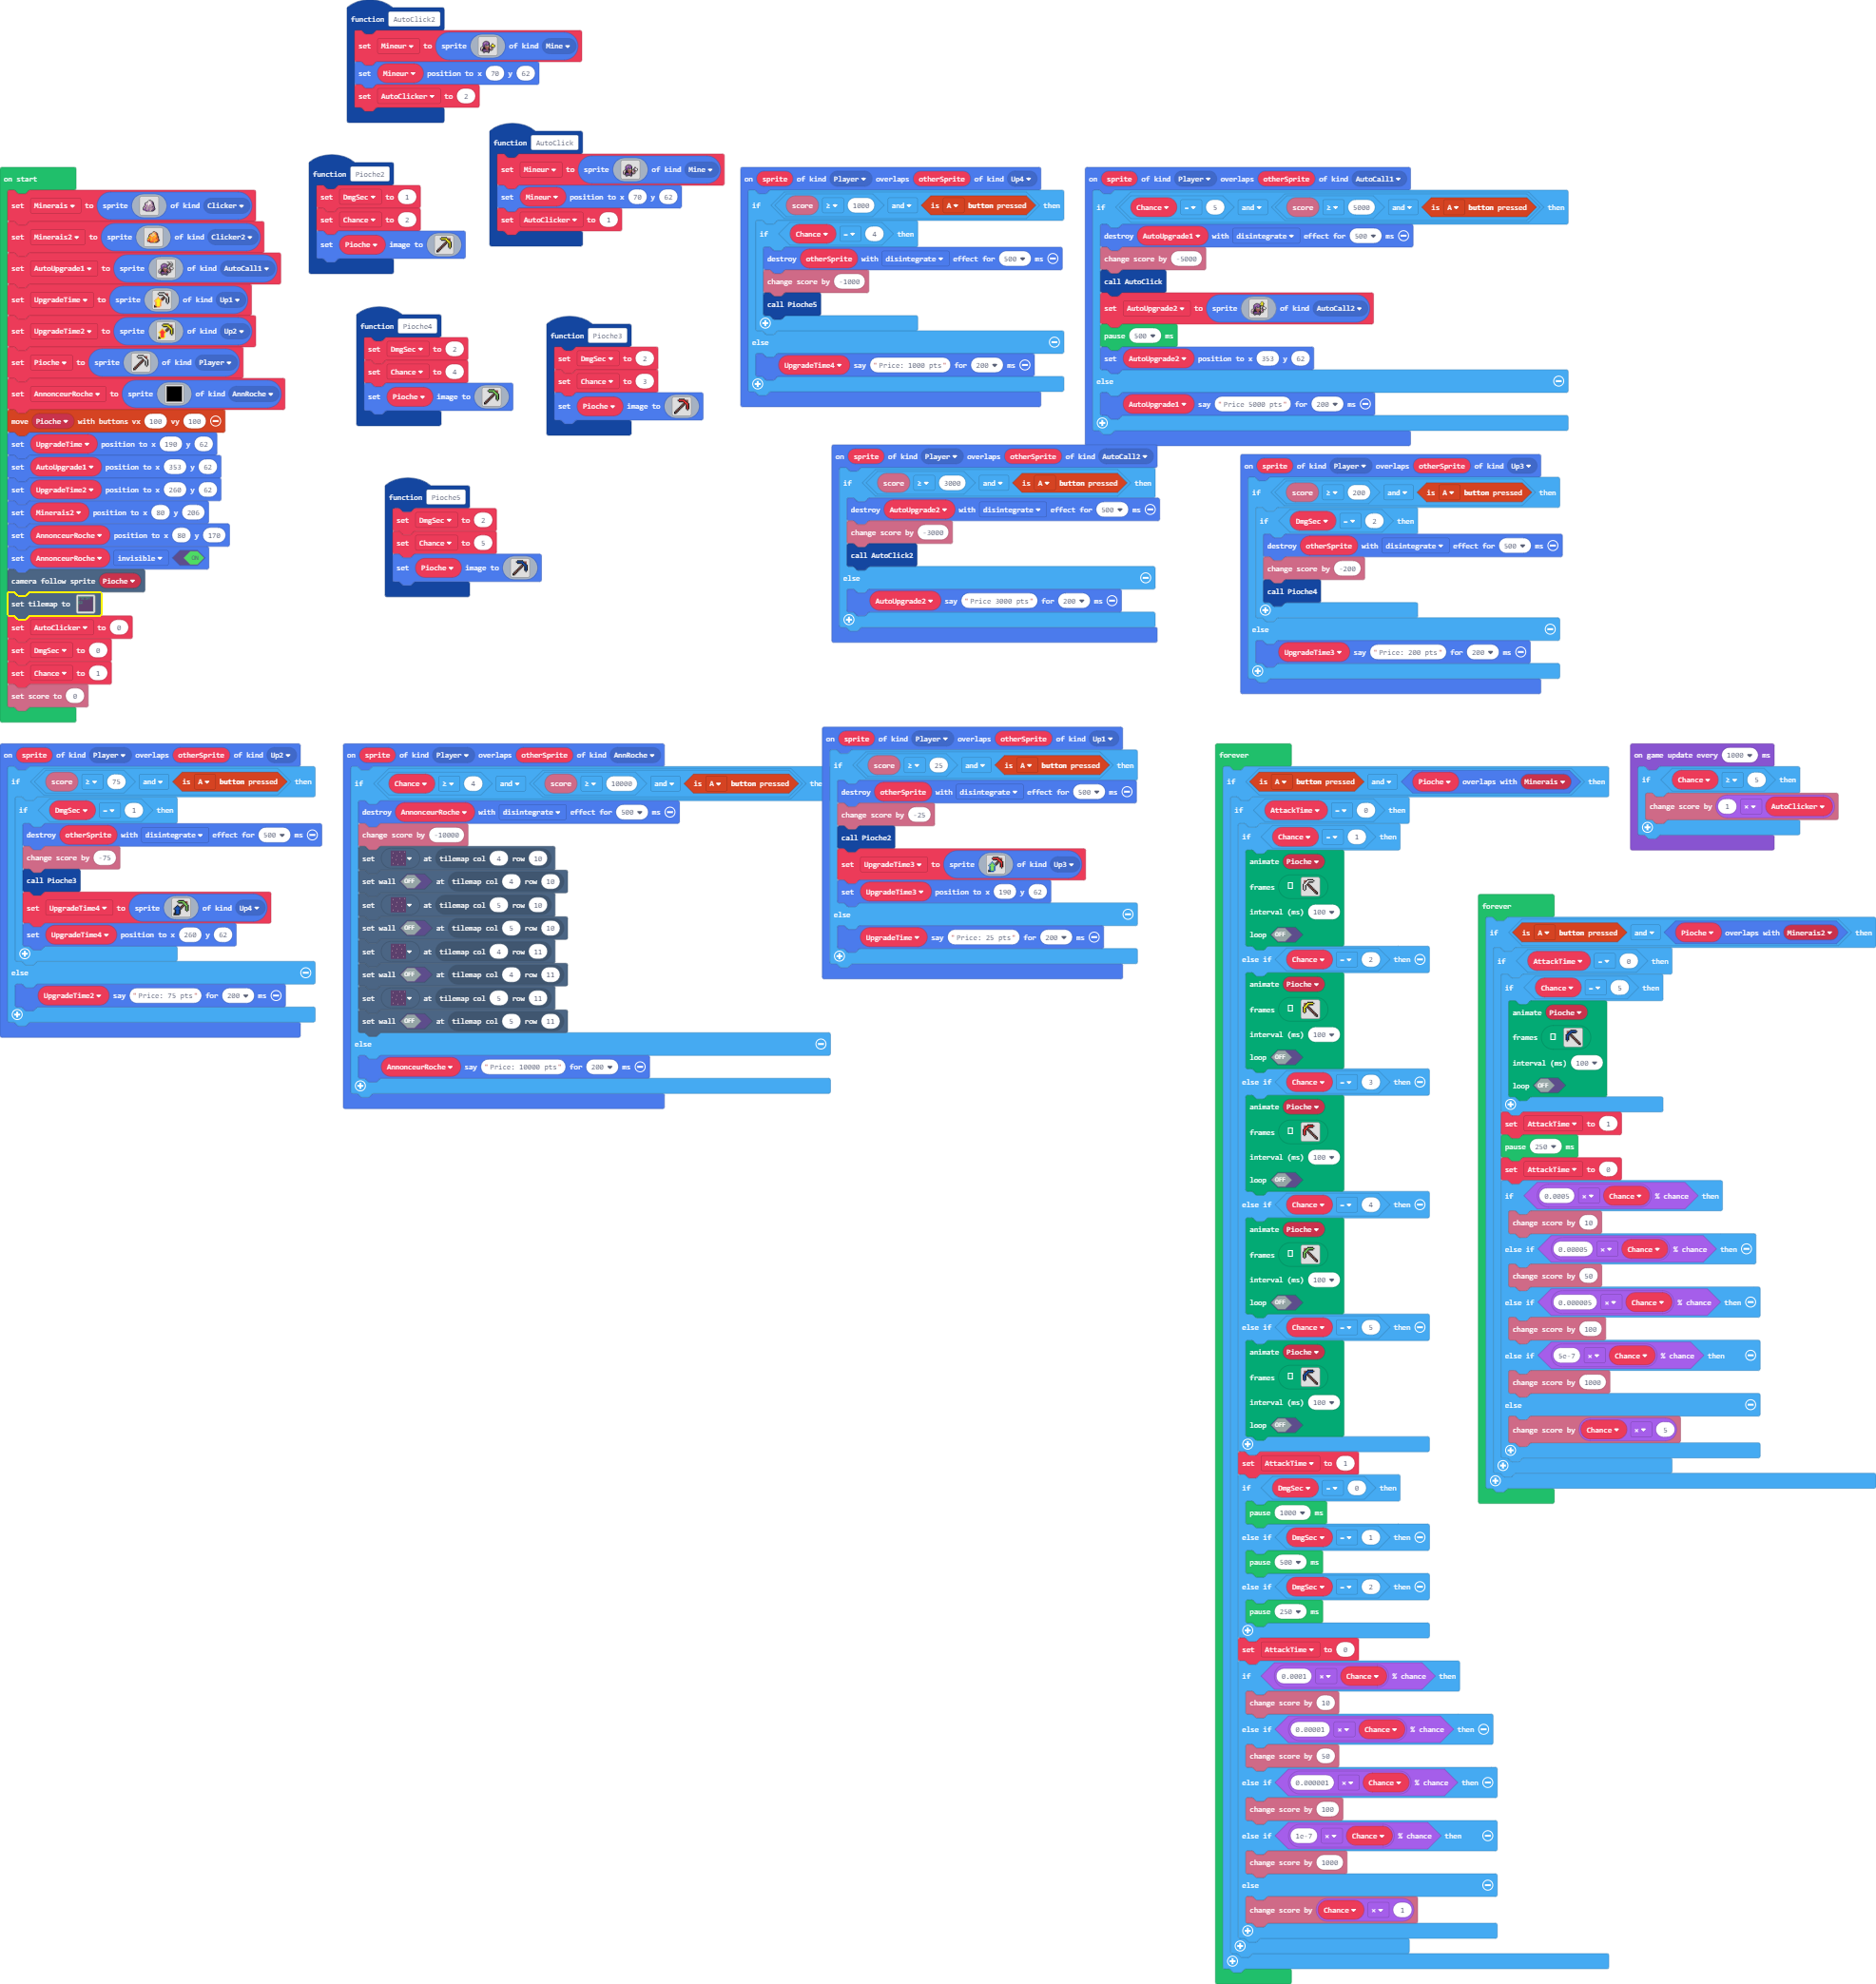 function AutoClick2
set Mineur to sprite of kind Mine
set Mineur position to x 70 y 62
set AutoClicker to 2
function AutoClick
set Mineur to sprite of kind Mine
set Mineur position to x 70 y 62
set AutoClicker to 1
function Pioche2
set DmgSec to 1
set Chance to 2
set Pioche image to
function Pioche4
set DmgSec to 2
set Chance to 4
set Pioche image to
function Pioche3
set DmgSec to 2
set Chance to 3
set Pioche image to
function Pioche5
set DmgSec to 2
set Chance to 5
set Pioche image to
on start
set Minerais to sprite of kind Clicker
set Minerais2 to sprite of kind Clicker2
set AutoUpgrade1 to sprite of kind AutoCall1
set UpgradeTime to sprite of kind Up1
set UpgradeTime2 to sprite of kind Up2
set Pioche to sprite of kind Player
set AnnonceurRoche to sprite of kind AnnRoche
move Pioche with buttons vx 100 vy 100
set UpgradeTime position to x 190 y 62
set AutoUpgrade1 position to x 353 y 62
set UpgradeTime2 position to x 260 y 62
set Minerais2 position to x 80 y 206
set AnnonceurRoche position to x 80 y 170
set AnnonceurRoche invisible ON
camera follow sprite Pioche
set tilemap to
set AutoClicker to 0
set DmgSec to 0
set Chance to 1
set score to 0
on sprite of kind Player overlaps otherSprite of kind Up4
if score ≥ 1000 and is A button pressed then
if Chance = 4 then
destroy otherSprite with disintegrate effect for 500 ms
change score by -1000
call Pioche5
else
UpgradeTime4 say "Price: 1000 pts" for 200 ms
on sprite of kind Player overlaps otherSprite of kind AutoCall1
if Chance = 5 and score ≥ 5000 and is A button pressed then
destroy AutoUpgrade1 with disintegrate effect for 500 ms
change score by -5000
call AutoClick
set AutoUpgrade2 to sprite of kind AutoCall2
pause 500 ms
set AutoUpgrade2 position to x 353 y 62
else
AutoUpgrade1 say "Price 5000 pts" for 200 ms
on sprite of kind Player overlaps otherSprite of kind AutoCall2
if score ≥ 3000 and is A button pressed then
destroy AutoUpgrade2 with disintegrate effect for 500 ms
change score by -3000
call AutoClick2
else
AutoUpgrade2 say "Price 3000 pts" for 200 ms
on sprite of kind Player overlaps otherSprite of kind Up3
if score ≥ 200 and is A button pressed then
if DmgSec = 2 then
destroy otherSprite with disintegrate effect for 500 ms
change score by -200
call Pioche4
else
UpgradeTime3 say "Price: 200 pts" for 200 ms
on sprite of kind Player overlaps otherSprite of kind Up2
if score ≥ 75 and is A button pressed then
if DmgSec = 1 then
destroy otherSprite with disintegrate effect for 500 ms
change score by -75
call Pioche3
set UpgradeTime4 to sprite of kind Up4
set UpgradeTime4 position to x 260 y 62
else
UpgradeTime2 say "Price: 75 pts" for 200 ms
on sprite of kind Player overlaps otherSprite of kind AnnRoche
if Chance ≥ 4 and score ≥ 10000 and is A button pressed then
destroy AnnonceurRoche with disintegrate effect for 500 ms
change score by -10000
set at tilemap col 4 row 10
set wall OFF at tilemap col 4 row 10
set at tilemap col 5 row 10
set wall OFF at tilemap col 5 row 10
set at tilemap col 4 row 11
set wall OFF at tilemap col 4 row 11
set at tilemap col 5 row 11
set wall OFF at tilemap col 5 row 11
else
AnnonceurRoche say "Price: 10000 pts" for 200 ms
on sprite of kind Player overlaps otherSprite of kind Up1
if score ≥ 25 and is A button pressed then
destroy otherSprite with disintegrate effect for 500 ms
change score by -25
call Pioche2
set UpgradeTime3 to sprite of kind Up3
set UpgradeTime3 position to x 190 y 62
else
UpgradeTime say "Price: 25 pts" for 200 ms
forever
if is A button pressed and Pioche overlaps with Minerais then
if AttackTime = 0 then
if Chance = 1 then
animate Pioche
frames
interval (ms) 100
loop OFF
else if Chance = 2 then
animate Pioche
frames
interval (ms) 100
loop OFF
else if Chance = 3 then
animate Pioche
frames
interval (ms) 100
loop OFF
else if Chance = 4 then
animate Pioche
frames
interval (ms) 100
loop OFF
else if Chance = 5 then
animate Pioche
frames
interval (ms) 100
loop OFF
set AttackTime to 1
if DmgSec = 0 then
pause 1000 ms
else if DmgSec = 1 then
pause 500 ms
else if DmgSec = 2 then
pause 250 ms
set AttackTime to 0
if 0.0001 × Chance % chance then
change score by 10
else if 0.00001 × Chance % chance then
change score by 50
else if 0.000001 × Chance % chance then
change score by 100
else if 1e-7 × Chance % chance then
change score by 1000
else
change score by Chance × 1
on game update every 1000 ms
if Chance ≥ 5 then
change score by 1 × AutoClicker
forever
if is A button pressed and Pioche overlaps with Minerais2 then
if AttackTime = 0 then
if Chance = 5 then
animate Pioche
frames
interval (ms) 100
loop OFF
set AttackTime to 1
pause 250 ms
set AttackTime to 0
if 0.0005 × Chance % chance then
change score by 10
else if 0.00005 × Chance % chance then
change score by 50
else if 0.000005 × Chance % chance then
change score by 100
else if 5e-7 × Chance % chance then
change score by 1000
else
change score by Chance × 5